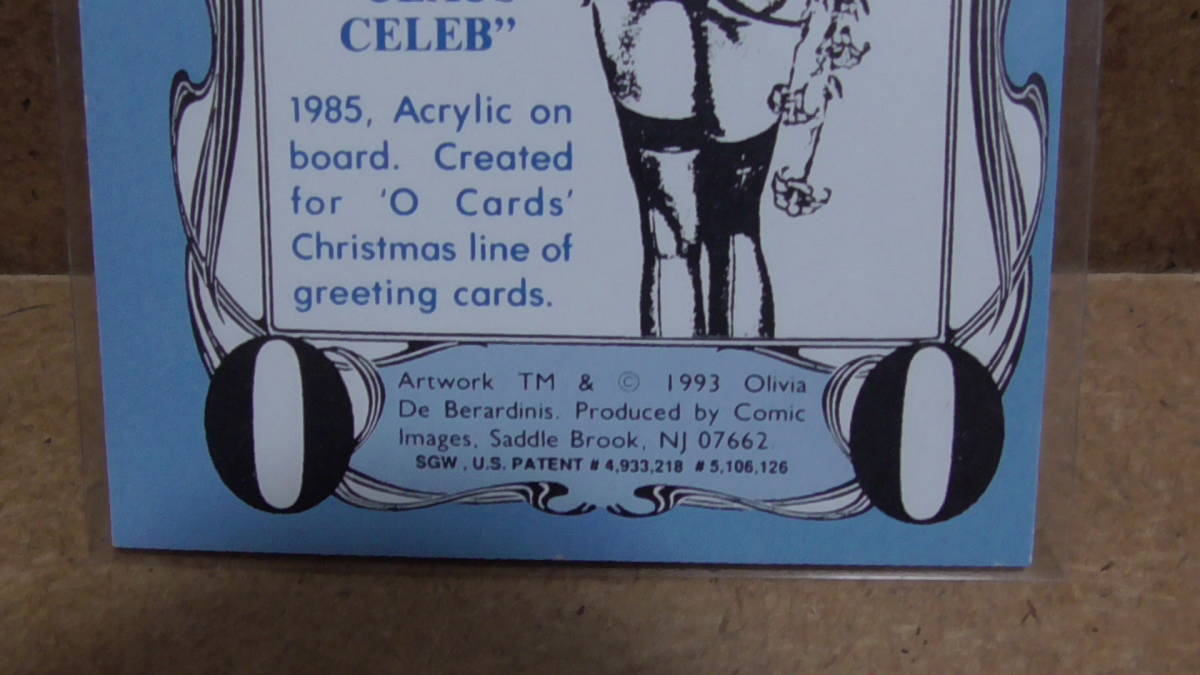 CELEB”
1985, Acrylic on
board. Created
for 'O Cards'
Christmas line of
greeting cards.
Artwork TM & © 1993 Olivia
De Berardinis. Produced by Comic
Images, Saddle Brook, NJ 07662
SGW, U.S. PATENT # 4,933,218 # 5,106,126